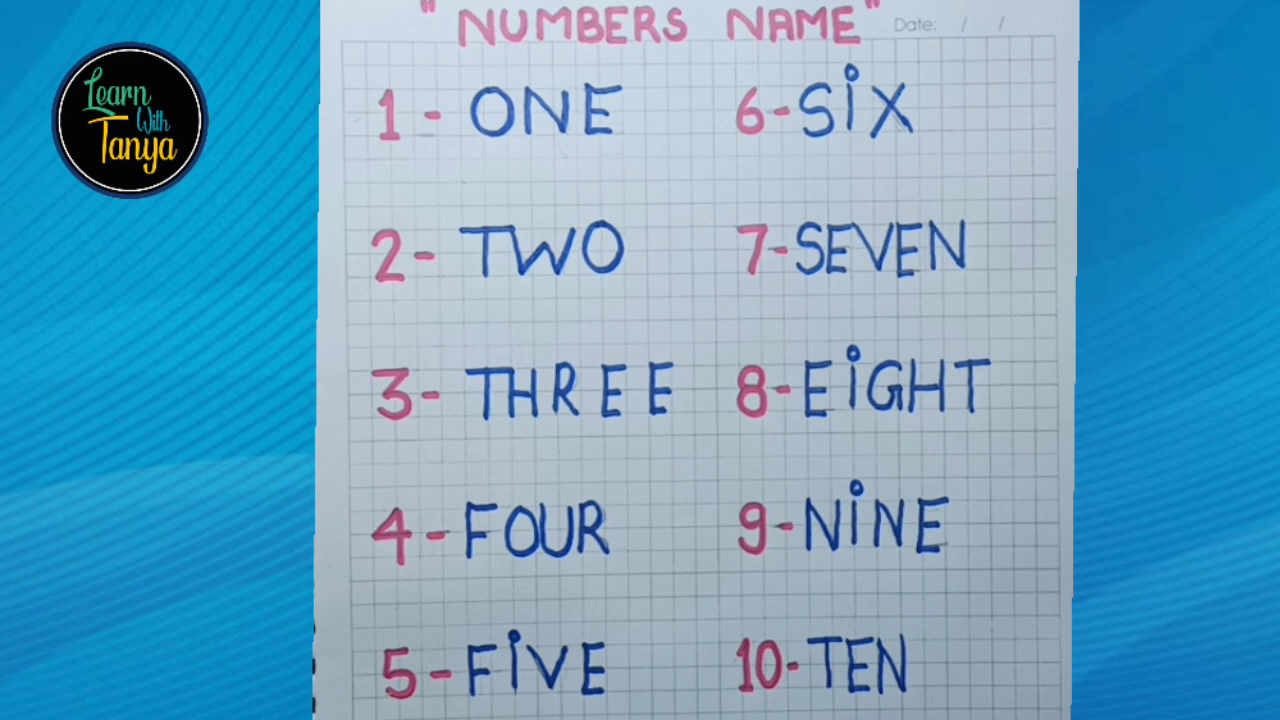 Learn
With
Tanya
" NUMBERS NAME"
Date: / /
1 - ONE
2 - TWO
3 - THREE
4 - FOUR
5 - FiVE
6 - SiX
7 - SEVEN
8 - EiGHT
9 - NiNE
10 - TEN